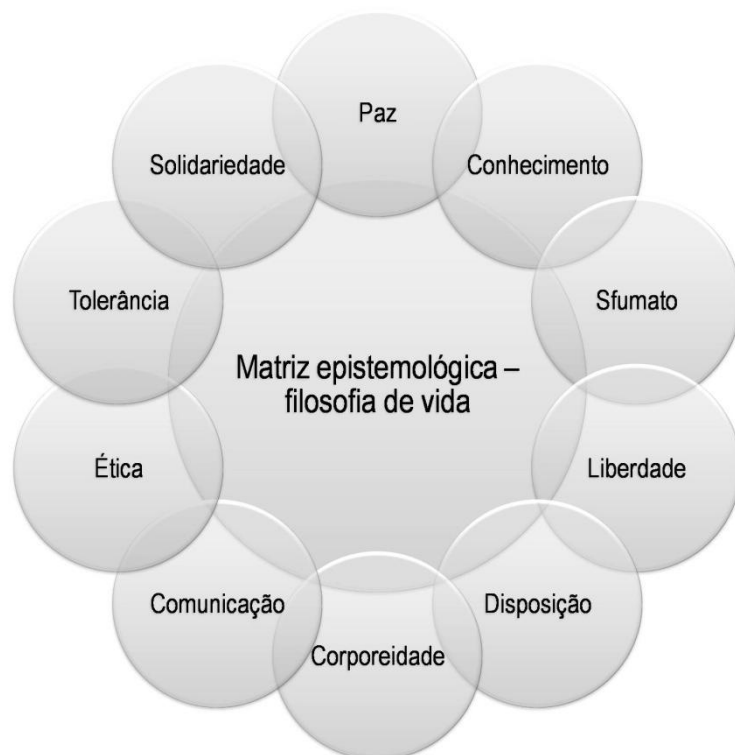 Paz
Conhecimento
Sfumato
Liberdade
Disposição
Corporeidade
Comunicação
Ética
Tolerância
Solidariedade
Matriz epistemológica –
filosofia de vida